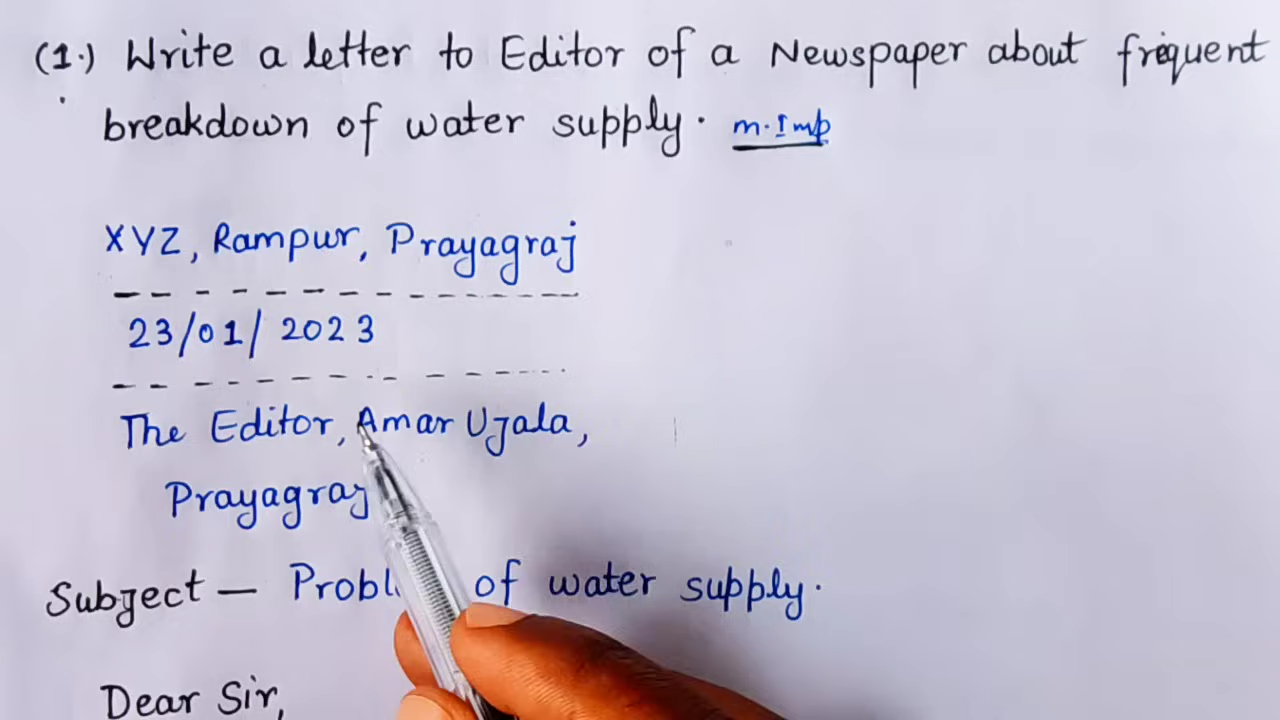 (1.) Write a letter to Editor of a Newspaper about frequent
breakdown of water supply. m.Imp
XYZ, Rampur, Prayagraj
23/01/2023
The Editor, Amar Ujala,
Prayagraj
Subject — of water supply.
Dear Sir,